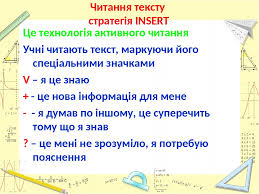 Читання тексту
стратегія INSERT
Це технологія активного читання
Учні читають текст, маркуючи його
спеціальними значками
V – я це знаю
+ - це нова інформація для мене
- - я думав по іншому, це суперечить
тому що я знав
? – це мені не зрозуміло, я потребую
пояснення